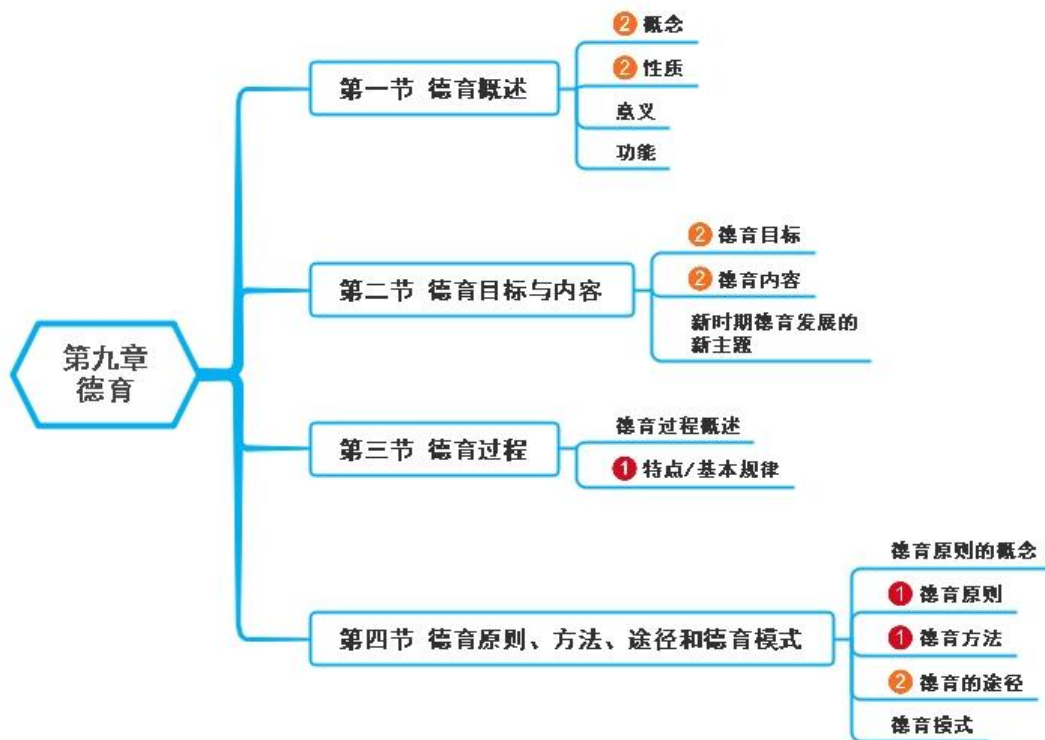 第九章
德育
第一节 德育概述
2 概念
2 性质
意义
功能
第二节 德育目标与内容
2 德育目标
2 德育内容
新时期德育发展的
新主题
第三节 德育过程
德育过程概述
1 特点/基本规律
第四节 德育原则、方法、途径和德育模式
德育原则的概念
1 德育原则
1 德育方法
2 德育的途径
德育模式